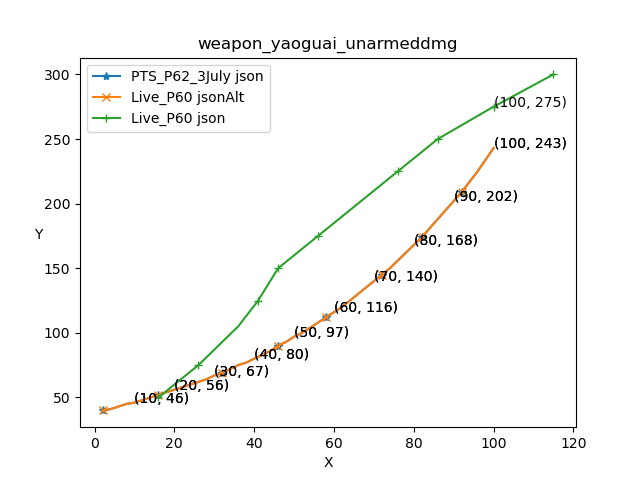 weapon_yaoguai_unarmeddmg
PTS_P62_3July json
Live_P60 jsonAlt
Live_P60 json
300
250
200
150
100
50
Y
(100, 275)
(100, 243)
(90, 202)
(80, 168)
(70, 140)
(60, 116)
(50, 97)
(40, 80)
(30, 67)
(20, 56)
(10, 46)
0 20 40 60 80 100 120
X